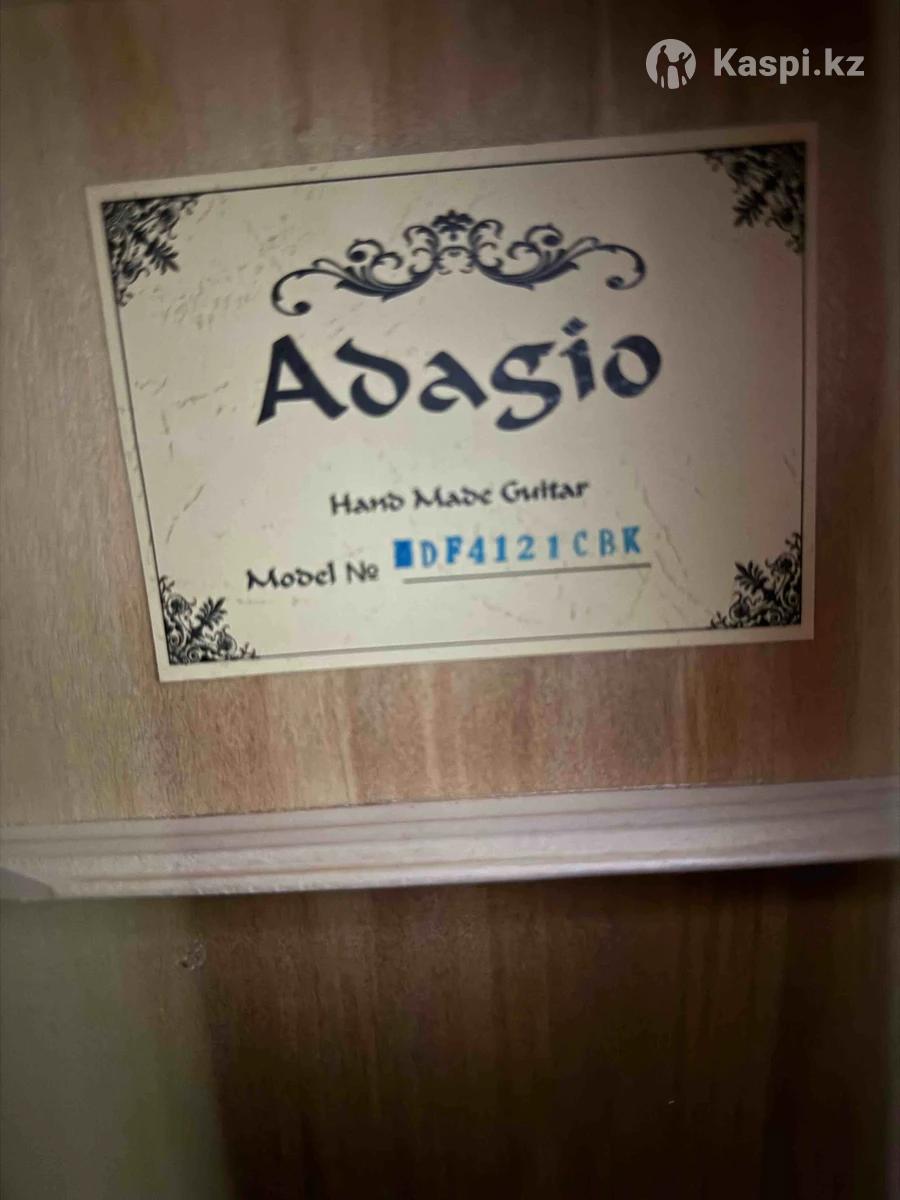 Kaspi.kz
Adagio
Hand Made Guitar
Model № DF4121CBK